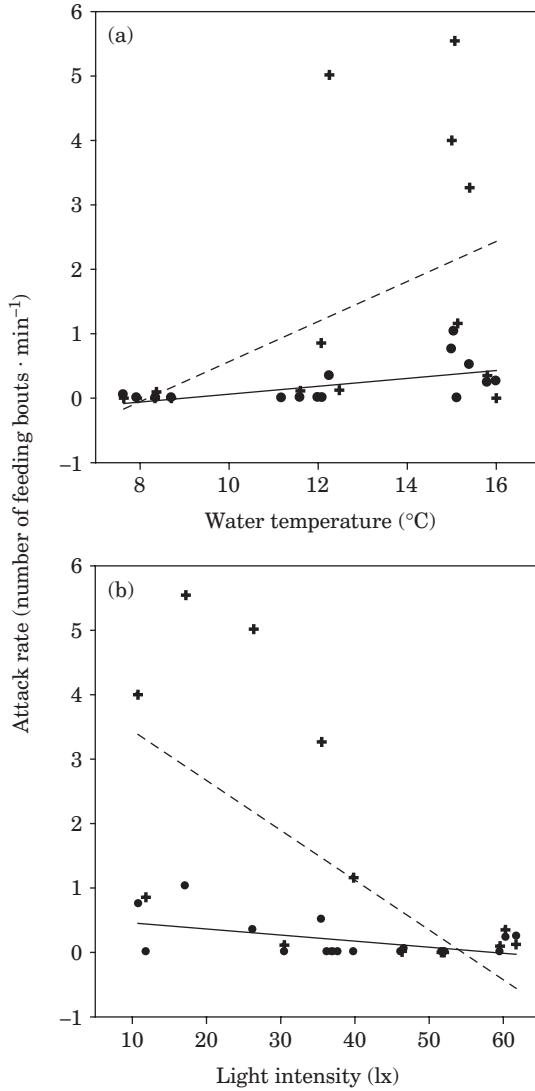 Attack rate (number of feeding bouts · min⁻¹)
(a)
6
5
4
3
2
1
0
–1
8 10 12 14 16
Water temperature (°C)
(b)
6
5
4
3
2
1
0
–1
10 20 30 40 50 60
Light intensity (lx)